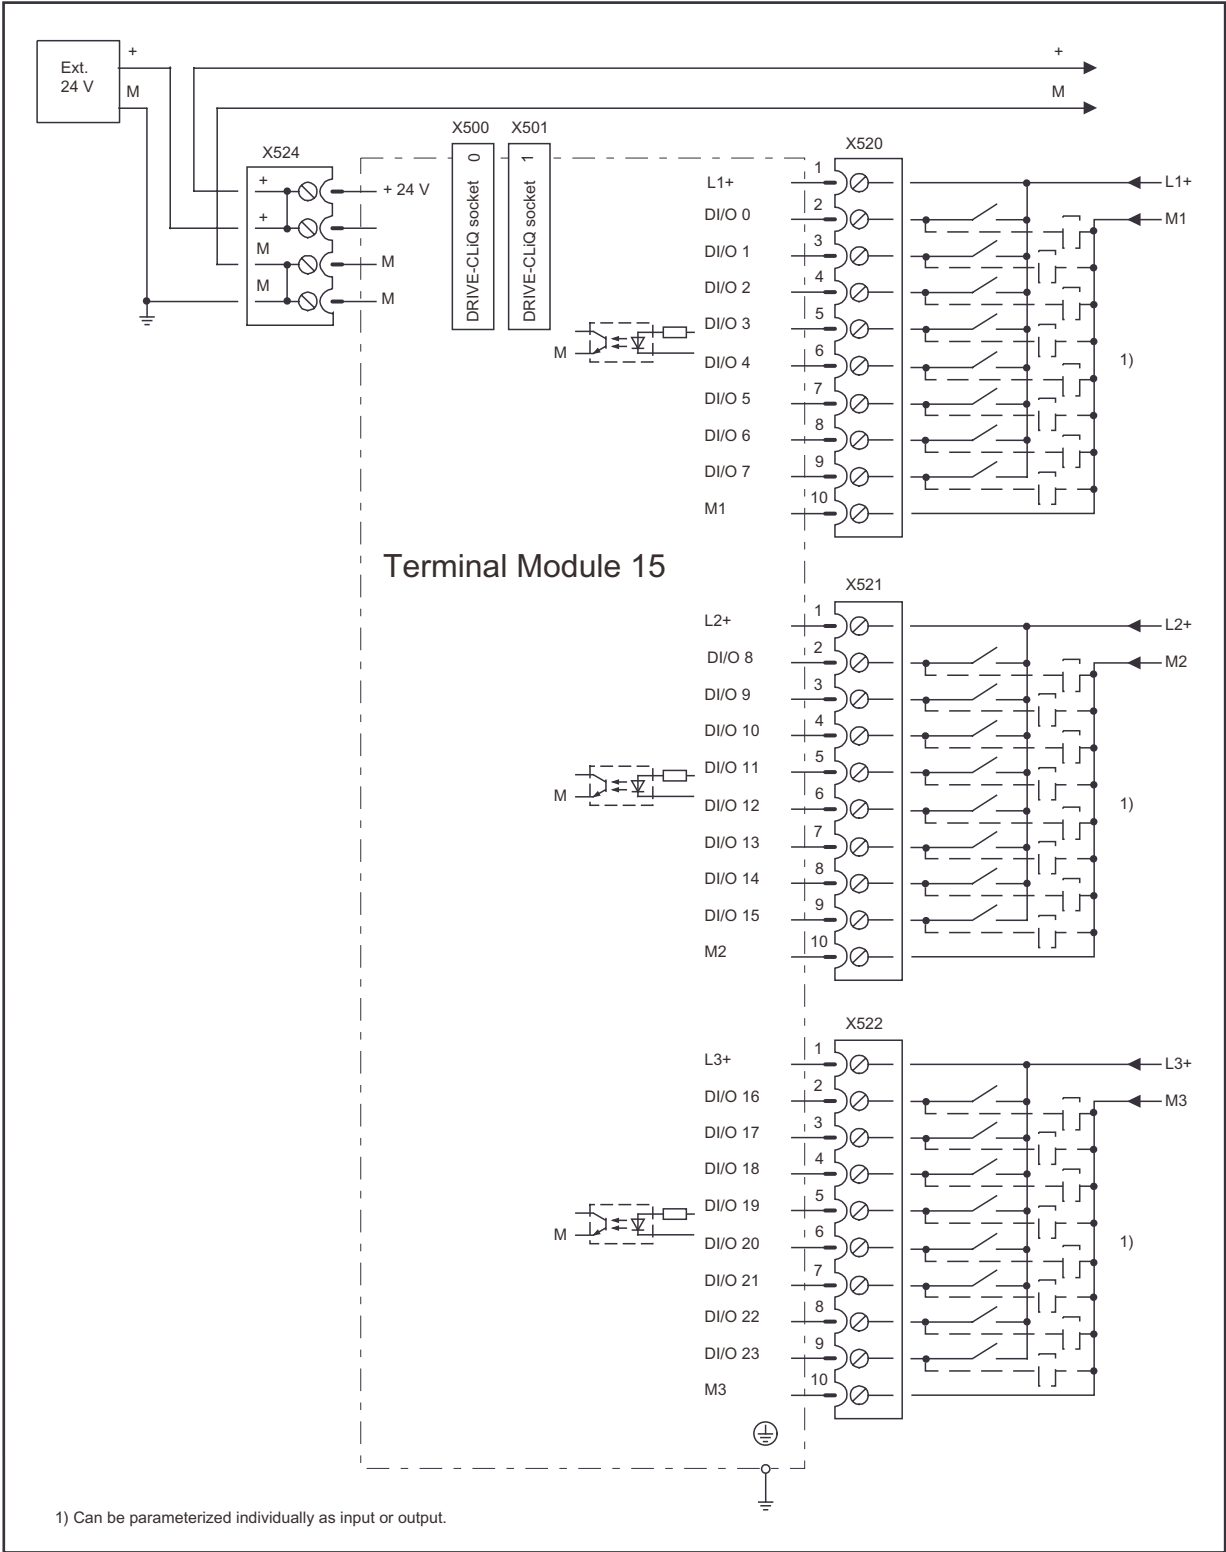 Ext.
24 V
+
M
+
M
X524
+
+
M
M
+ 24 V
M
M
X500
X501
DRIVE-CLiQ socket 0
DRIVE-CLiQ socket 1
X520
L1+ 1 L1+
DI/O 0 2 M1
DI/O 1 3
DI/O 2 4
DI/O 3 5
M
DI/O 4 6 1)
DI/O 5 7
DI/O 6 8
DI/O 7 9
M1 10
Terminal Module 15
X521
L2+ 1 L2+
DI/O 8 2 M2
DI/O 9 3
DI/O 10 4
DI/O 11 5
M
DI/O 12 6 1)
DI/O 13 7
DI/O 14 8
DI/O 15 9
M2 10
X522
L3+ 1 L3+
DI/O 16 2 M3
DI/O 17 3
DI/O 18 4
DI/O 19 5
M
DI/O 20 6 1)
DI/O 21 7
DI/O 22 8
DI/O 23 9
M3 10
1) Can be parameterized individually as input or output.